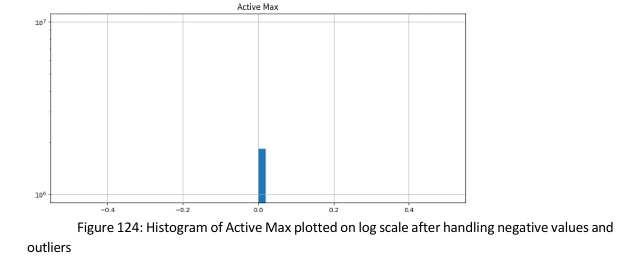 Active Max
10⁷
10⁶
−0.4 −0.2 0.0 0.2 0.4
Figure 124: Histogram of Active Max plotted on log scale after handling negative values and
outliers